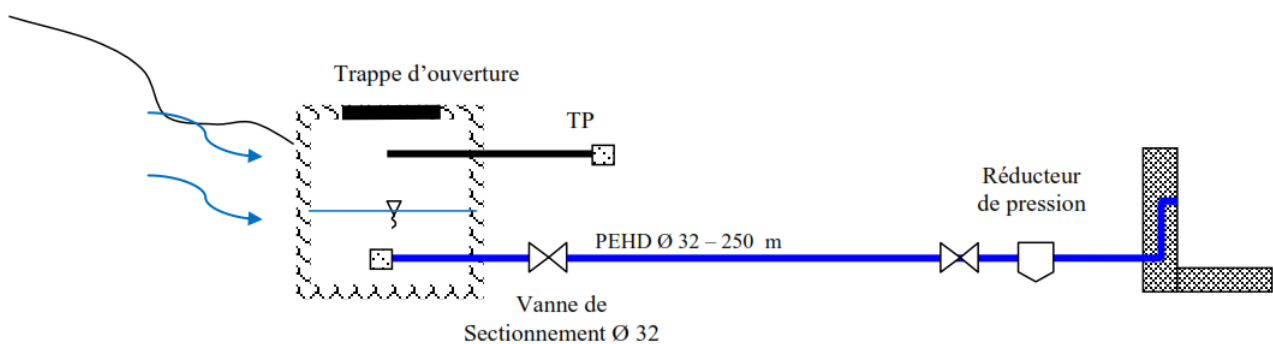 Trappe d'ouverture
TP
Réducteur
de pression
PEHD Ø 32 – 250 m
Vanne de
Sectionnement Ø 32